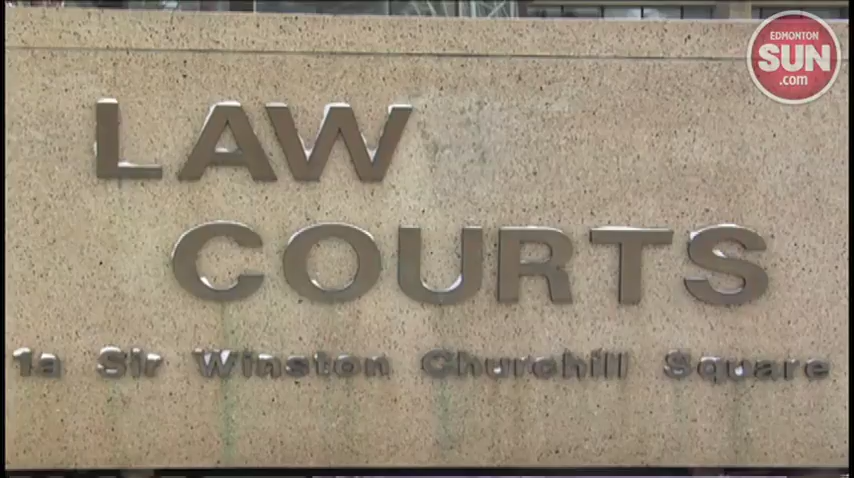 EDMONTON
SUN
.com
LAW
COURTS
1a Sir Winston Churchill Square